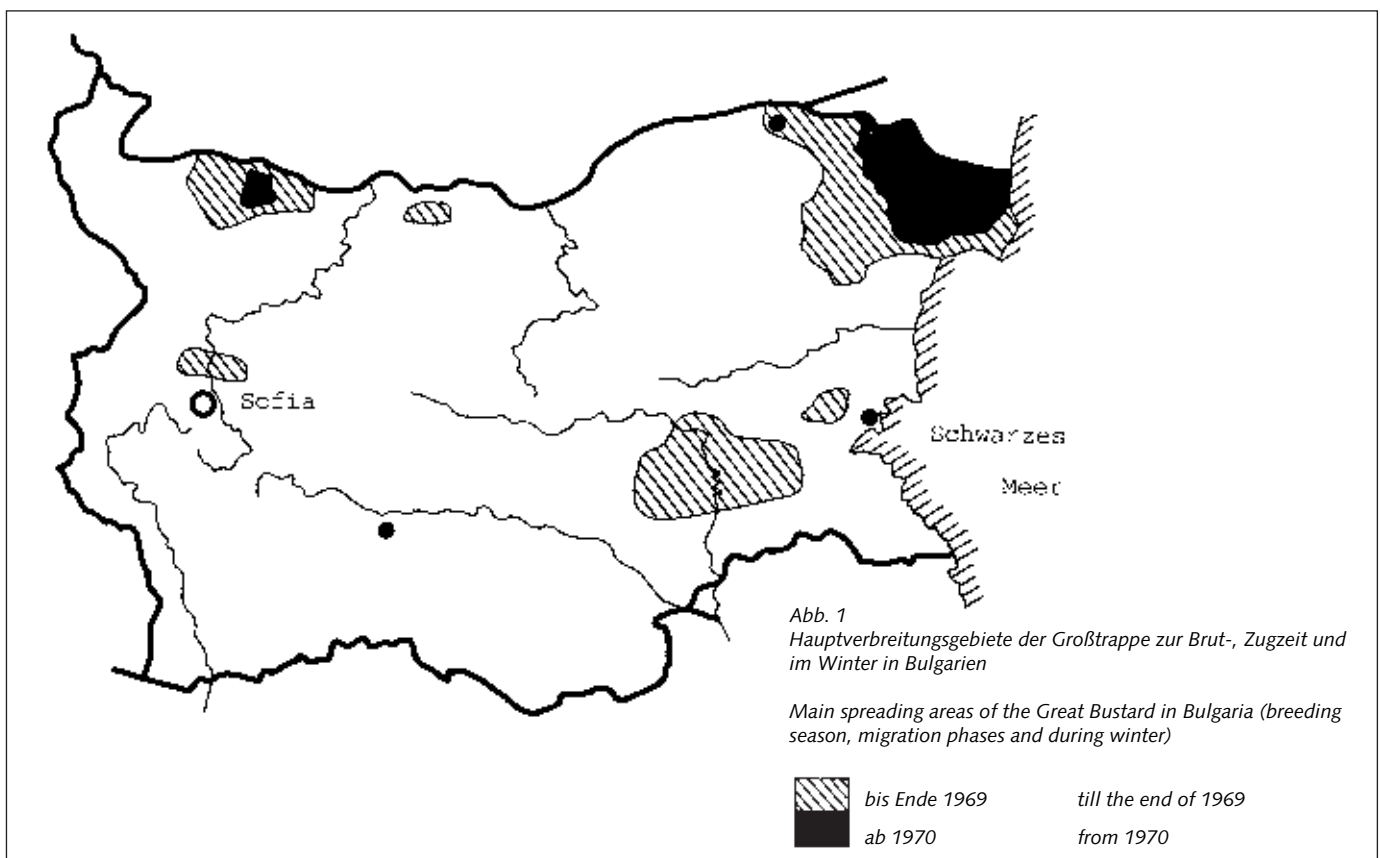 Sofia
Schwarzes
Meer
Abb. 1
Hauptverbreitungsgebiete der Großtrappe zur Brut-, Zugzeit und
im Winter in Bulgarien
Main spreading areas of the Great Bustard in Bulgaria (breeding
season, migration phases and during winter)
bis Ende 1969 till the end of 1969
ab 1970 from 1970